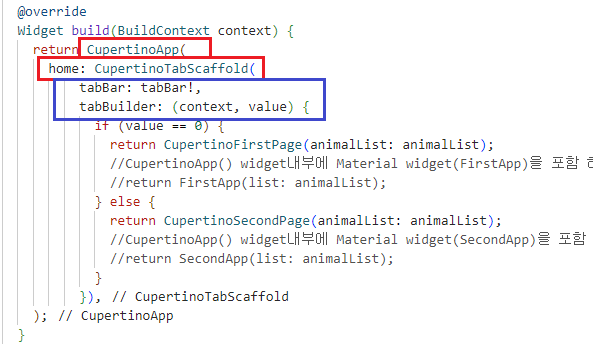 @override
Widget build(BuildContext context) {
return CupertinoApp(
home: CupertinoTabScaffold(
tabBar: tabBar!,
tabBuilder: (context, value) {
if (value == 0) {
return CupertinoFirstPage(animalList: animalList);
//CupertinoApp() widget내부에 Material widget(FirstApp)을 포함
//return FirstApp(list: animalList);
} else {
return CupertinoSecondPage(animalList: animalList);
//CupertinoApp() widget내부에 Material widget(SecondApp)을 포함
//return SecondApp(list: animalList);
}
}), // CupertinoTabScaffold
); // CupertinoApp
}